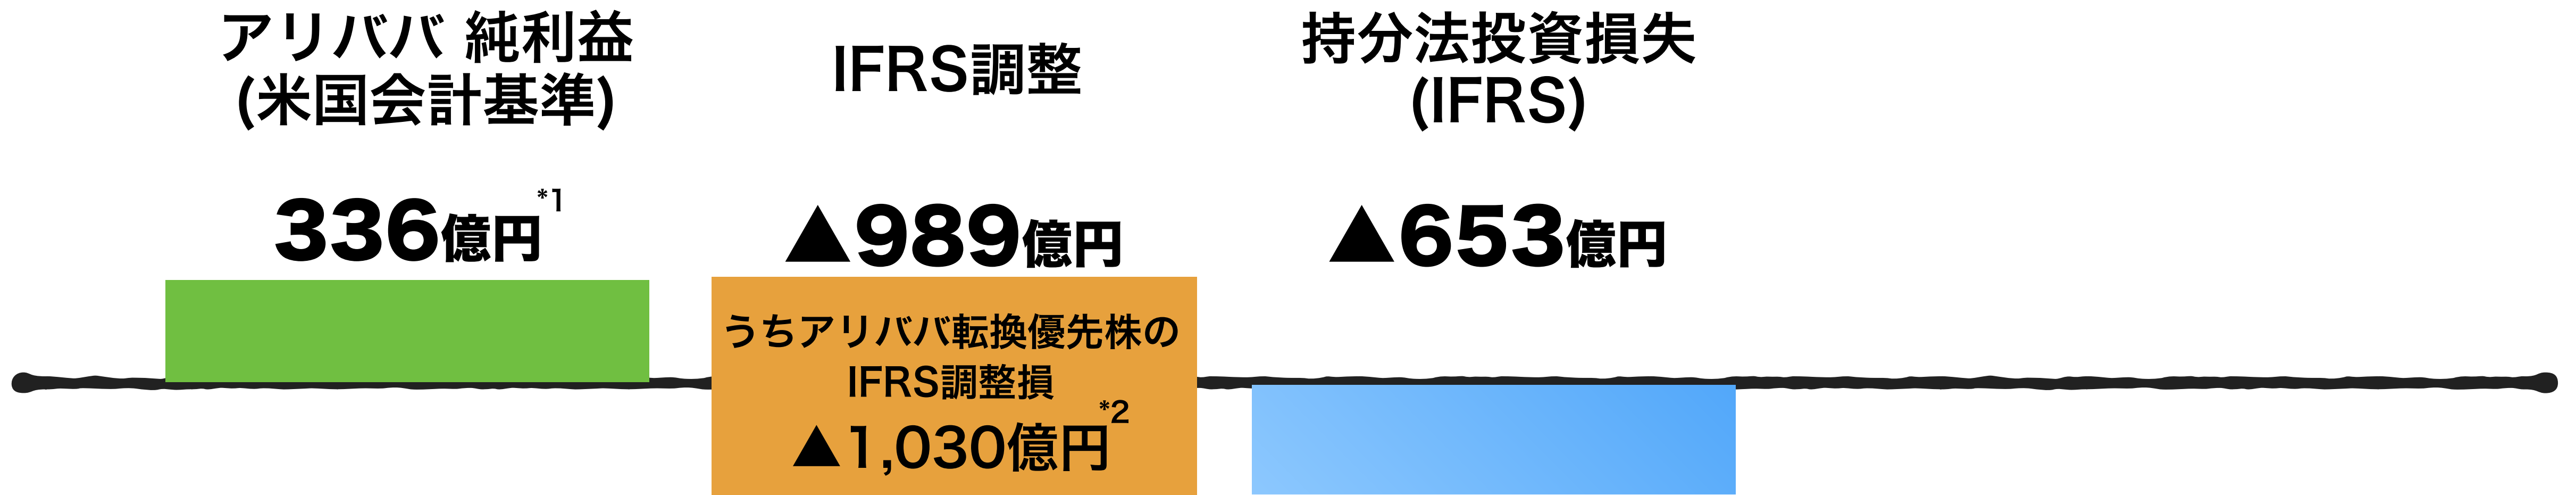 アリババ 純利益
(米国会計基準)
336億円*1
IFRS調整
▲989億円
うちアリババ転換優先株の
IFRS調整損
▲1,030億円*2
持分法投資損失
(IFRS)
▲653億円